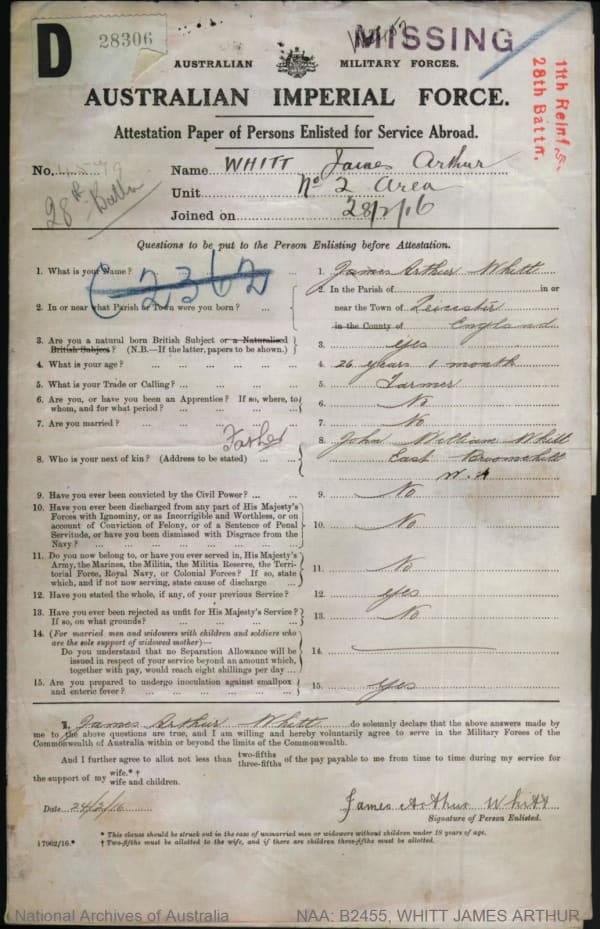 D
28306
MISSING
AUSTRALIAN MILITARY FORCES.
AUSTRALIAN IMPERIAL FORCE.
11th Reinf.s.
28th Battn.
Attestation Paper of Persons Enlisted for Service Abroad.
No.
28th Battn
Name WHITT James Arthur
Unit No 2 Area
Joined on 28/2/16
Questions to be put to the Person Enlisting before Attestation.
1. What is your Name? ... 1. James Arthur Whitt
C 2362
2. In or near what Parish or Town were you born? ... 2. In the Parish of in or
near the Town of Leicester
in the County of England
3. Are you a natural born British Subject or a Naturalised
British Subject? (N.B.—If the latter, papers to be shown.) 3. Yes
4. What is your age? ... 4. 26 years 1 month
5. What is your Trade or Calling? ... 5. Farmer
6. Are you, or have you been an Apprentice? If so, where, to
whom, and for what period? ... 6. No
7. Are you married? ... 7. No
Father
8. Who is your next of kin? (Address to be stated) ... 8. John William Whitt
East Broomehill
W.A
9. Have you ever been convicted by the Civil Power? ... 9. No
10. Have you ever been discharged from any part of His Majesty's
Forces with Ignominy, or as Incorrigible and Worthless, or on
account of Conviction of Felony, or of a Sentence of Penal
Servitude, or have you been dismissed with Disgrace from the
Navy? ... 10. No
11. Do you now belong to, or have you ever served in, His Majesty's
Army, the Marines, the Militia, the Militia Reserve, the Terri-
torial Force, Royal Navy, or Colonial Forces? If so, state
which, and if not now serving, state cause of discharge 11. No
12. Have you stated the whole, if any, of your previous Service? 12. yes
13. Have you ever been rejected as unfit for His Majesty's Service?
If so, on what grounds? 13. No
14. (For married men and widowers with children and soldiers who
are the sole support of widowed mother)—
Do you understand that no Separation Allowance will be
issued in respect of your service beyond an amount which,
together with pay, would reach eight shillings per day ... 14.
15. Are you prepared to undergo inoculation against smallpox
and enteric fever? ... 15. Yes
I, James Arthur Whitt do solemnly declare that the above answers made by
me to the above questions are true, and I am willing and hereby voluntarily agree to serve in the Military Forces of the
Commonwealth of Australia within or beyond the limits of the Commonwealth.
And I further agree to allot not less than two-fifths three-fifths of the pay payable to me from time to time during my service for
the support of my wife.* † wife and children.
Date 24/2/16
James Arthur Whitt
Signature of Person Enlisted.
* This clause should be struck out in the case of unmarried men or widowers without children under 18 years of age.
† Two-fifths must be allotted to the wife, and if there are children three-fifths must be allotted.
National Archives of Australia
NAA: B2455, WHITT JAMES ARTHUR